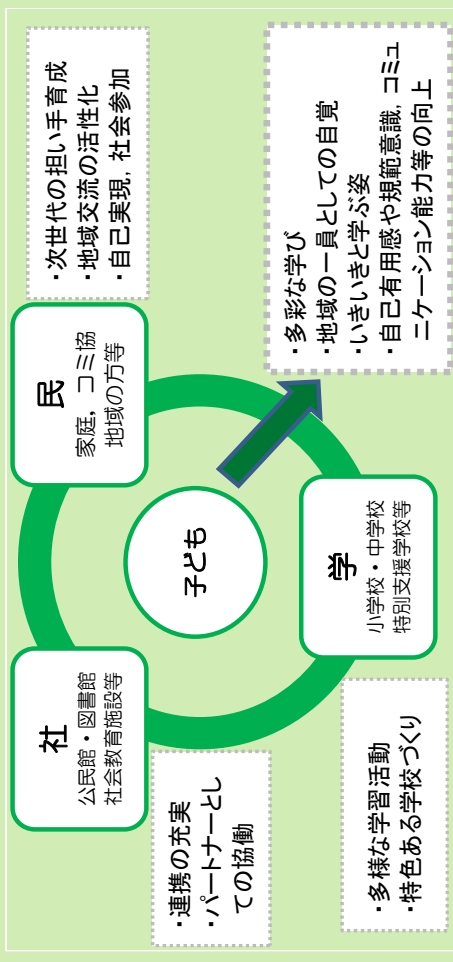 社
公民館・図書館
社会教育施設等
民
家庭，コミ協
地域の方等
・次世代の担い手育成
・地域交流の活性化
・自己実現，社会参加
・連携の充実
・パートナーとし
ての協働
子ども
学
小学校・中学校
特別支援学校等
・多様な学習活動
・特色ある学校づくり
・多彩な学び
・地域の一員としての自覚
・いきいきと学ぶ姿
・自己有用感や規範意識，コミュ
ニケーション能力等の向上